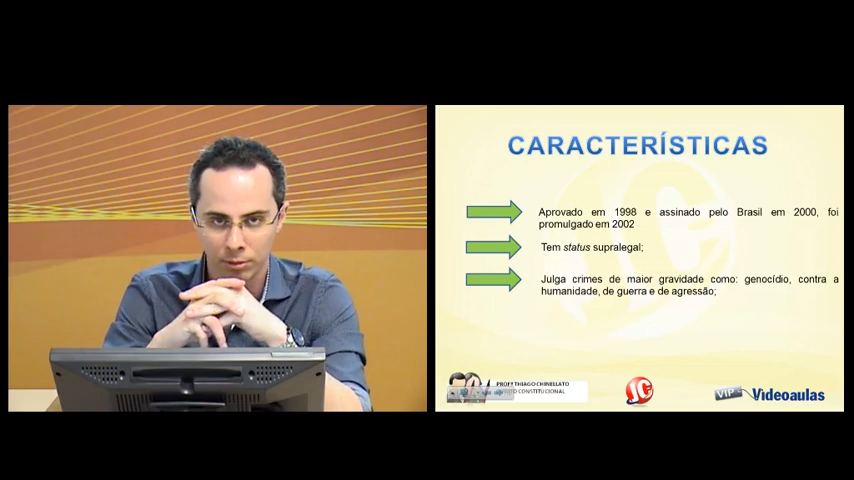 CARACTERÍSTICAS
Aprovado em 1998 e assinado pelo Brasil em 2000, foi
promulgado em 2002
Tem status supralegal;
Julga crimes de maior gravidade como: genocídio, contra a
humanidade, de guerra e de agressão;
PROFº THIAGO CHINELLATO
CONSTITUCIONAL
JC
VIP Videoaulas